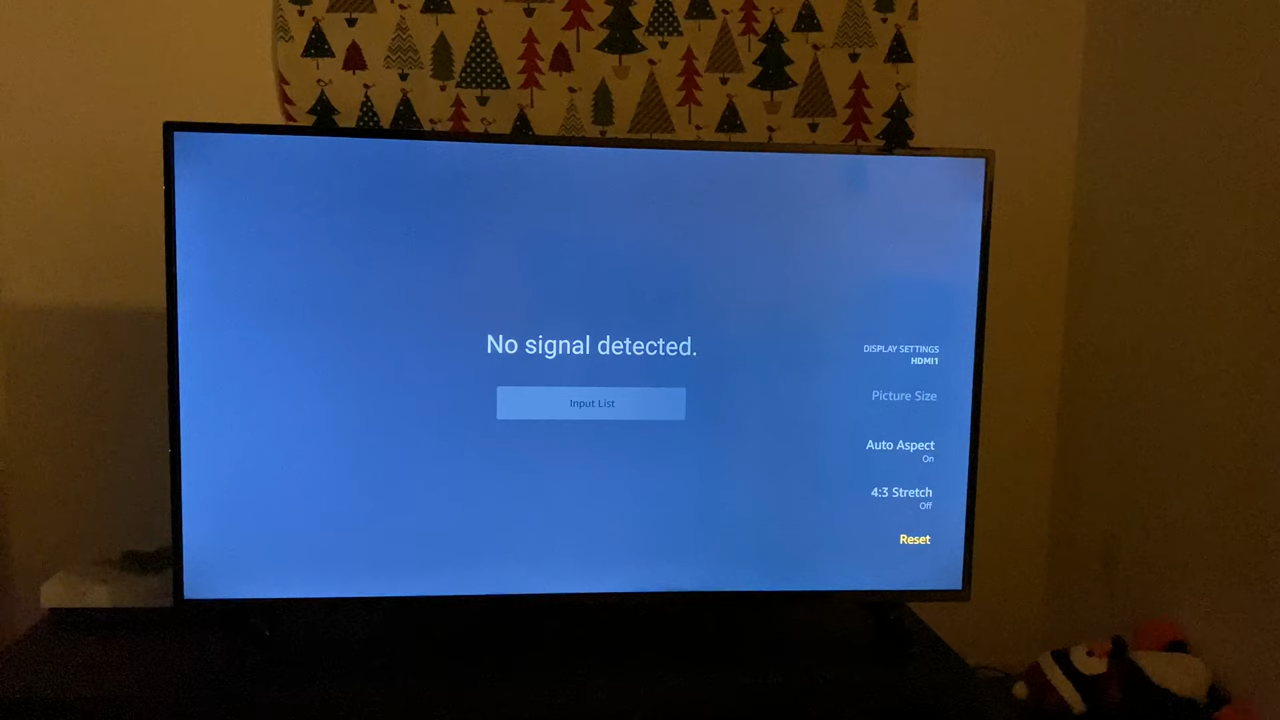 No signal detected.
Input List
DISPLAY SETTINGS
HDMI1
Picture Size
Auto Aspect
On
4:3 Stretch
Off
Reset